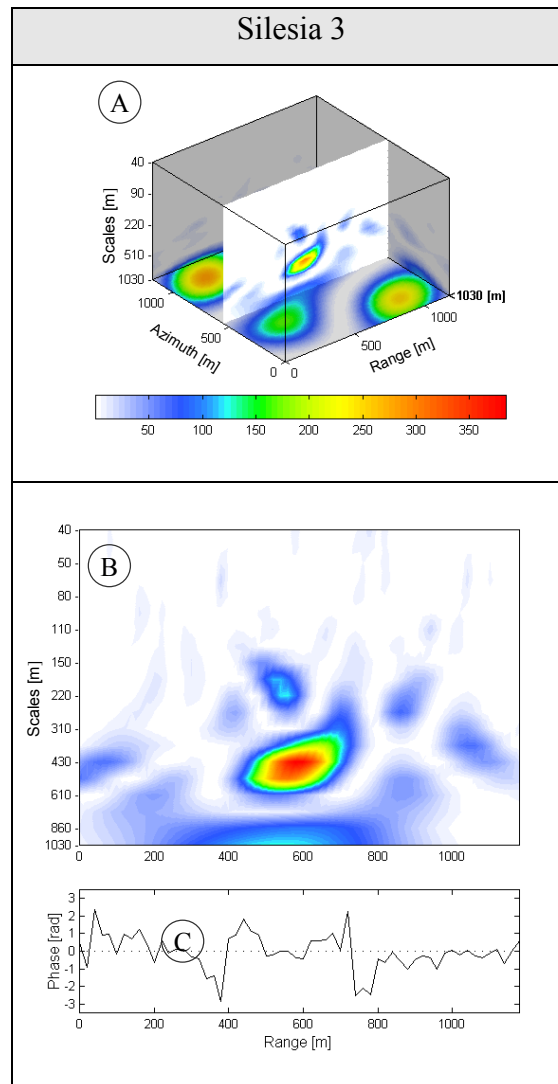 Silesia 3
A
Scales [m]
40
90
220
510
1030
1000
500
0
Azimuth [m]
0
500
1000
Range [m]
1030 [m]
50 100 150 200 250 300 350
B
Scales [m]
40
50
80
110
150
220
310
430
610
860
1030
0 200 400 600 800 1000
C
Phase [rad]
3
2
1
0
-1
-2
-3
0 200 400 600 800 1000
Range [m]